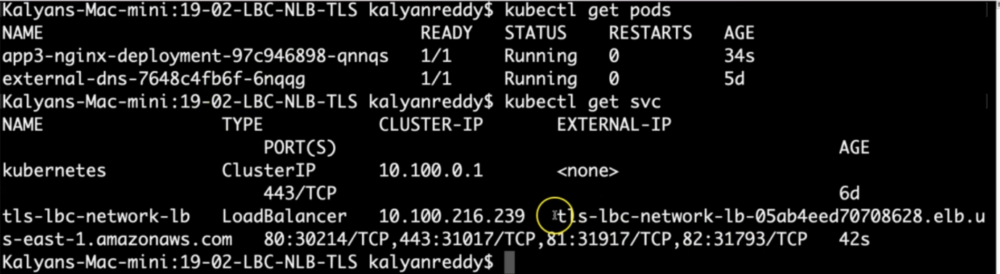 Kalyans-Mac-mini:19-02-LBC-NLB-TLS kalyanreddy$ kubectl get pods
NAME READY STATUS RESTARTS AGE
app3-nginx-deployment-97c946898-qnnqs 1/1 Running 0 34s
external-dns-7648c4fb6f-6nqqg 1/1 Running 0 5d
Kalyans-Mac-mini:19-02-LBC-NLB-TLS kalyanreddy$ kubectl get svc
NAME TYPE CLUSTER-IP EXTERNAL-IP
PORT(S) AGE
kubernetes ClusterIP 10.100.0.1 <none>
443/TCP 6d
tls-lbc-network-lb LoadBalancer 10.100.216.239 tls-lbc-network-lb-05ab4eed70708628.elb.u
s-east-1.amazonaws.com 80:30214/TCP,443:31017/TCP,81:31917/TCP,82:31793/TCP 42s
Kalyans-Mac-mini:19-02-LBC-NLB-TLS kalyanreddy$